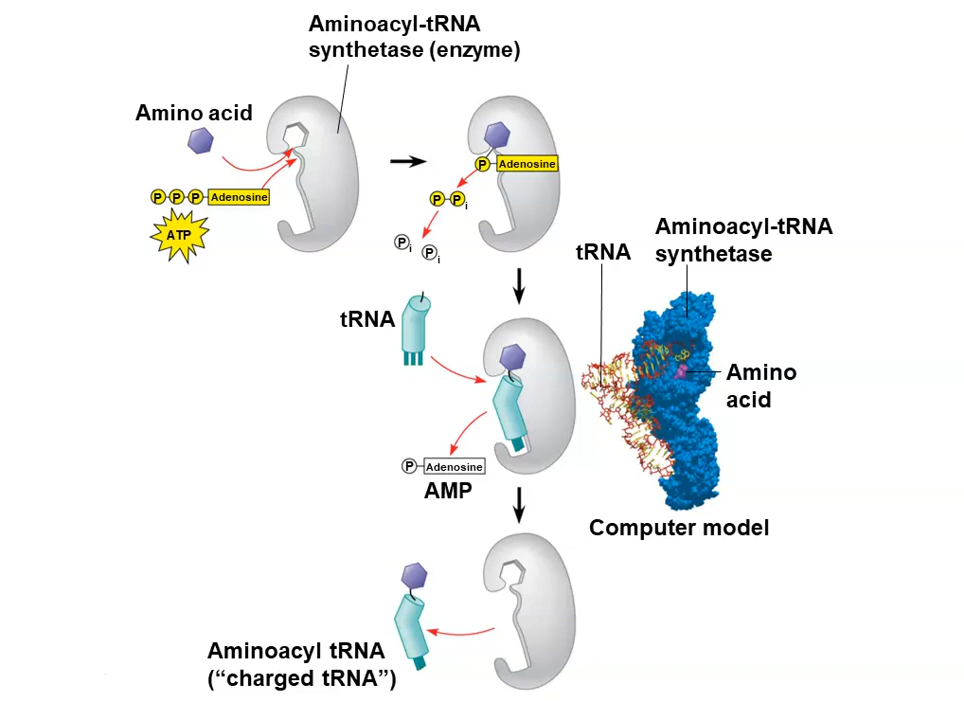 Aminoacyl-tRNA
synthetase (enzyme)
Amino acid
P P P Adenosine
ATP
P Adenosine
P Pi
Pi
Pi
tRNA
Aminoacyl-tRNA
synthetase
tRNA
Amino
acid
P Adenosine
AMP
Computer model
Aminoacyl tRNA
(“charged tRNA”)